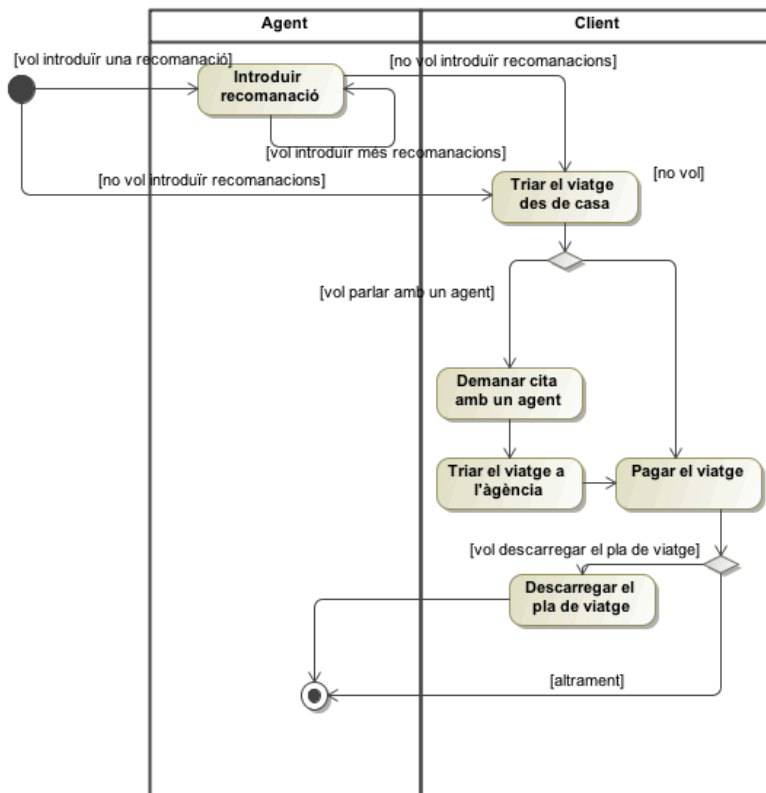 Agent
Client
[vol introduïr una recomanació]
[no vol introduïr recomanacions]
Introduir
recomanació
[vol introduïr més recomanacions]
[no vol introduïr recomanacions]
Triar el viatge
des de casa
[no vol]
[vol parlar amb un agent]
Demanar cita
amb un agent
Triar el viatge a
l'àgència
Pagar el viatge
[vol descarregar el pla de viatge]
Descarregar el
pla de viatge
[altrament]